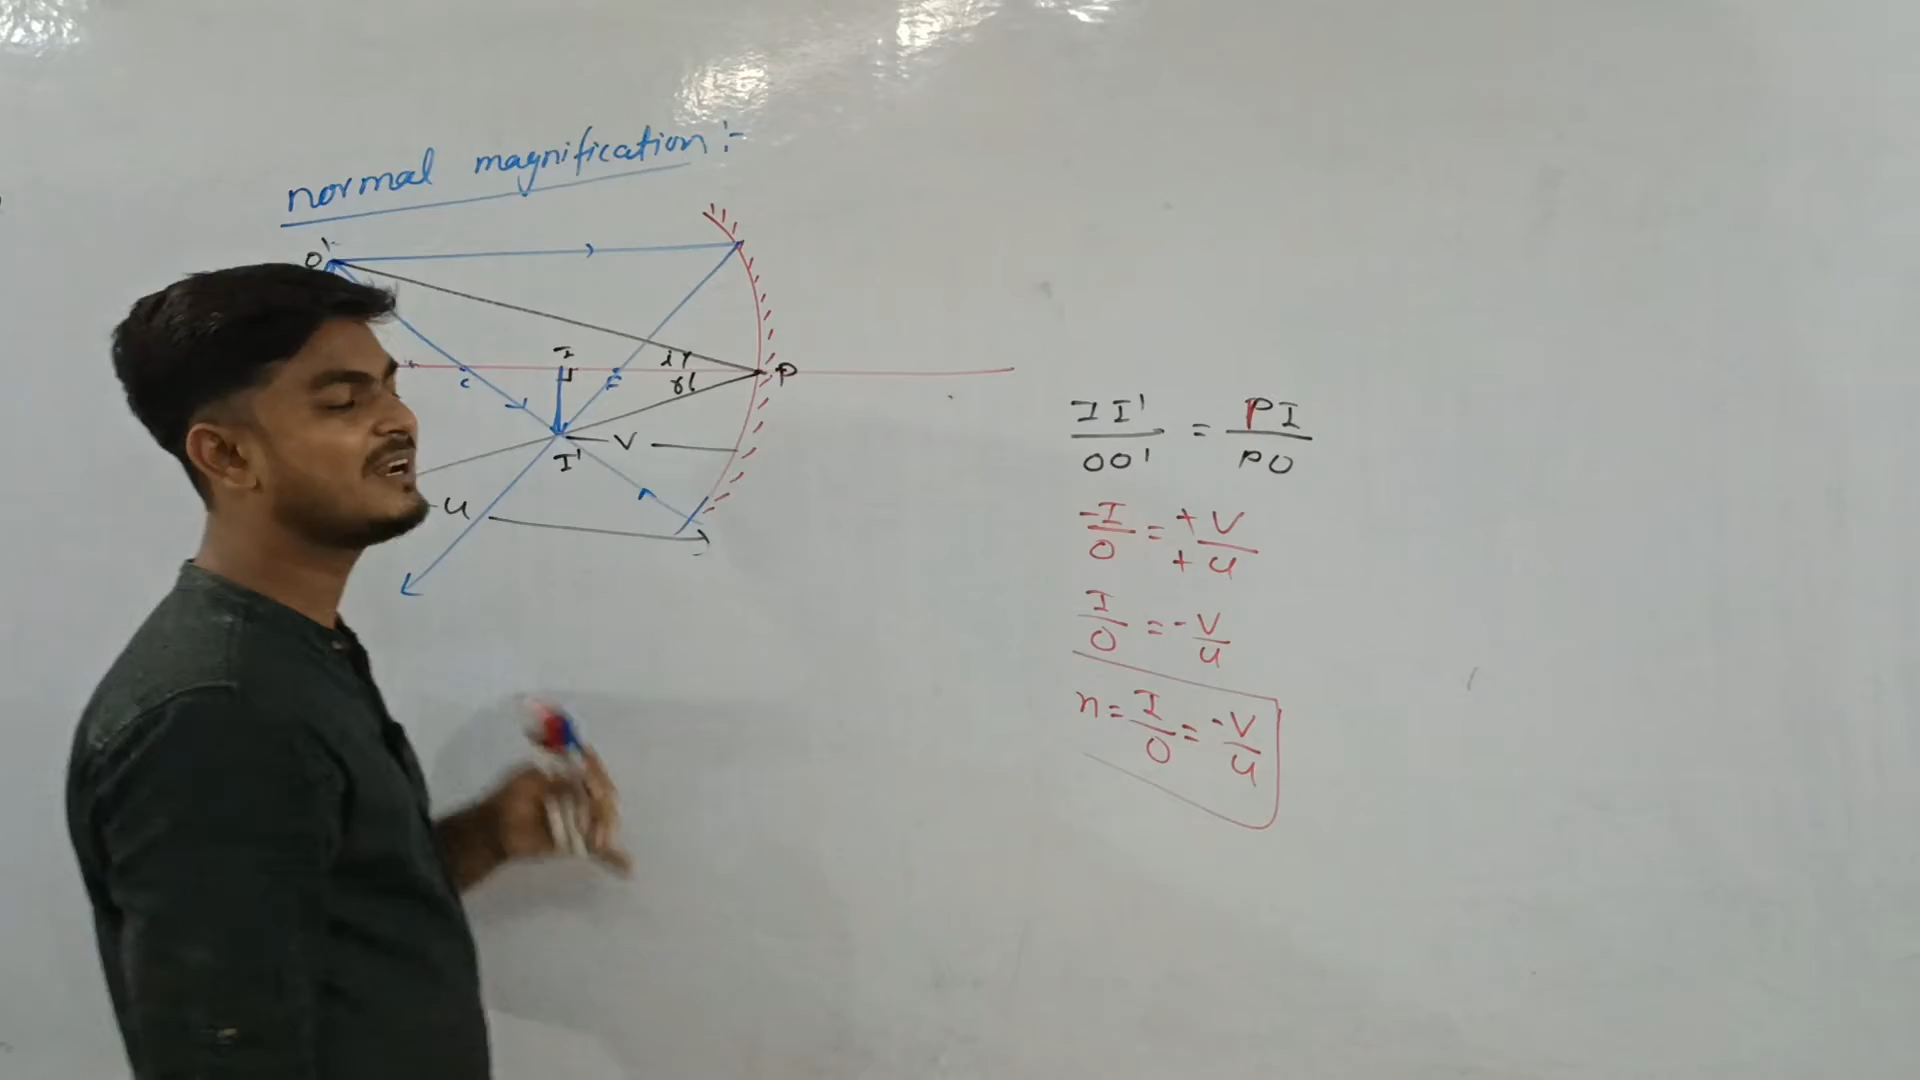 normal magnification :-
O'
I
i
r
C
F
P
I'
V
u
II' / OO' = PI / PO
-I / O = +V / +u
I / O = -V / u
n = I / O = -V / u